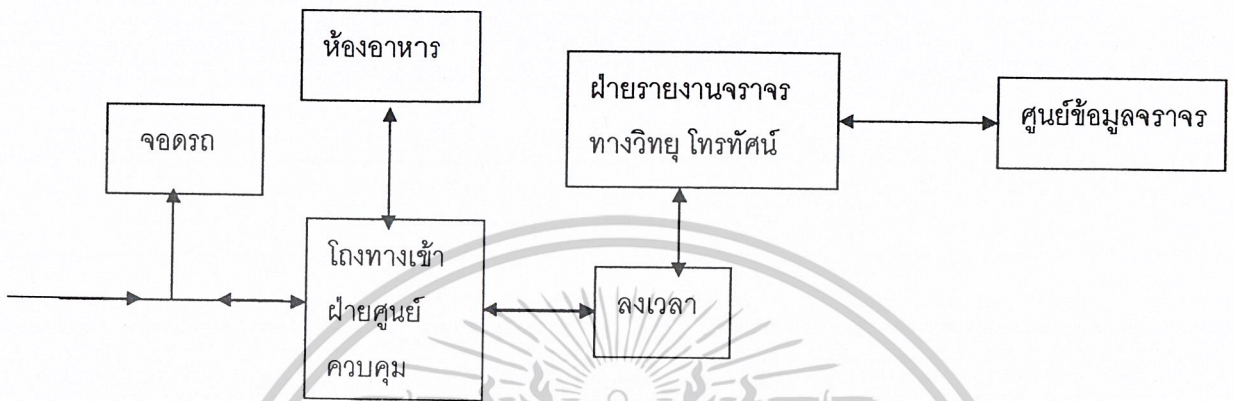 ห้องอาหาร
จอดรถ
ฝ่ายรายงานจราจร
ทางวิทยุ โทรทัศน์
ศูนย์ข้อมูลจราจร
โถงทางเข้า
ฝ่ายศูนย์
ควบคุม
ลงเวลา